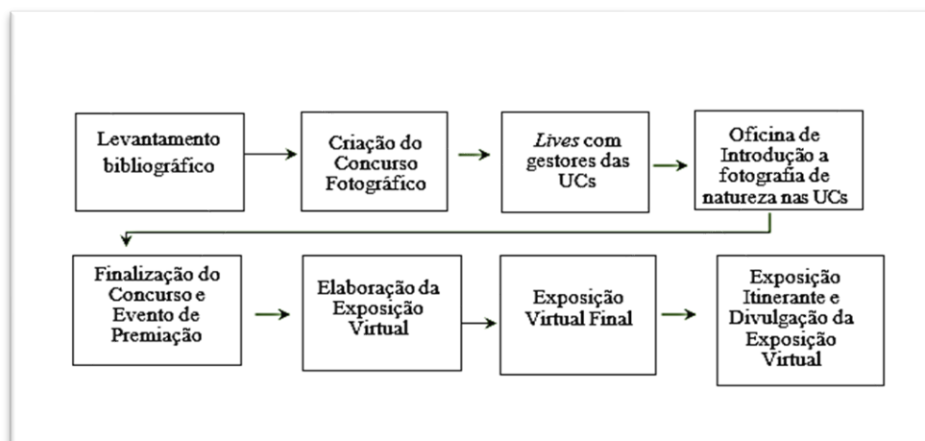 Levantamento
bibliográfico
Criação do
Concurso
Fotográfico
Lives com
gestores das
UCs
Oficina de
Introdução a
fotografia de
natureza nas UCs
Finalização do
Concurso e
Evento de
Premiação
Elaboração da
Exposição
Virtual
Exposição
Virtual Final
Exposição
Itinerante e
Divulgação da
Exposição
Virtual